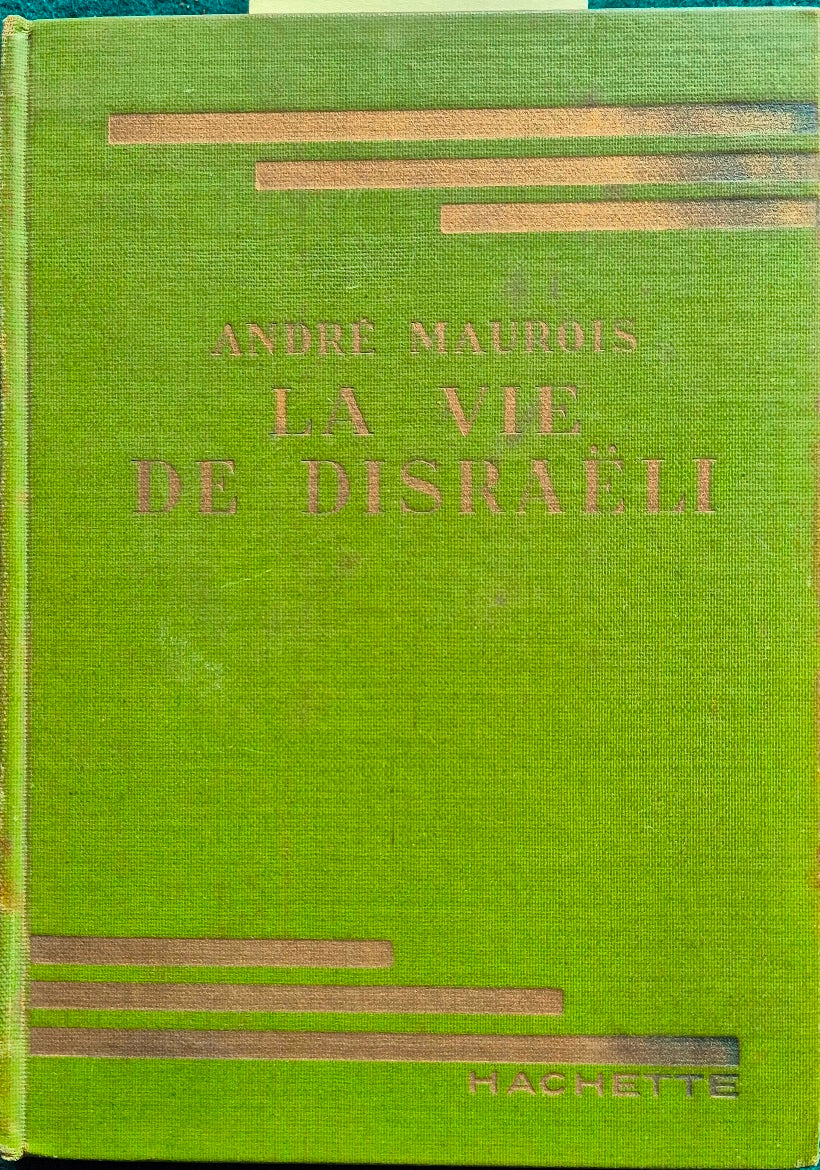 ANDRÉ MAUROIS
LA VIE
DE DISRAËLI
HACHETTE